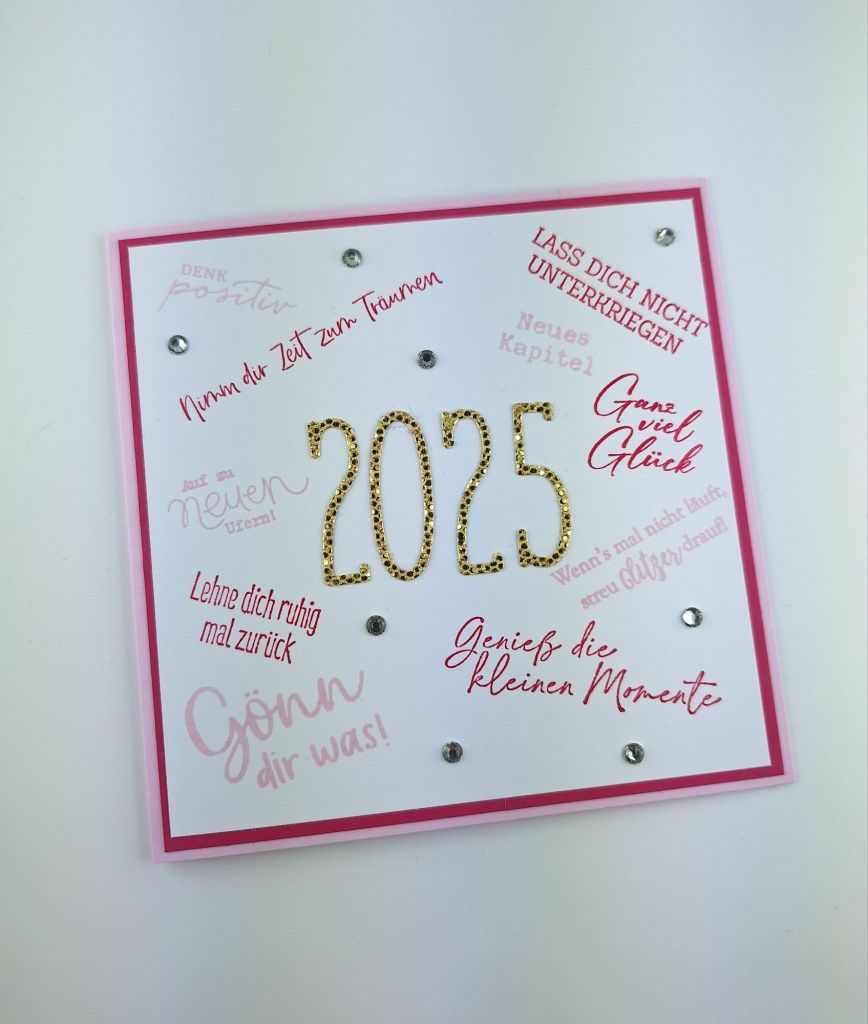 DENK
positiv
Nimm dir Zeit zum Träumen
LASS DICH NICHT
UNTERKRIEGEN
Neues
Kapitel
Ganz
viel
Glück
2025
Auf zu
neuen
Ufern!
Wenn's mal nicht läuft,
streu Glitzer drauf!
Lehne dich ruhig
mal zurück
Genieß die
kleinen Momente
Gönn
dir was!